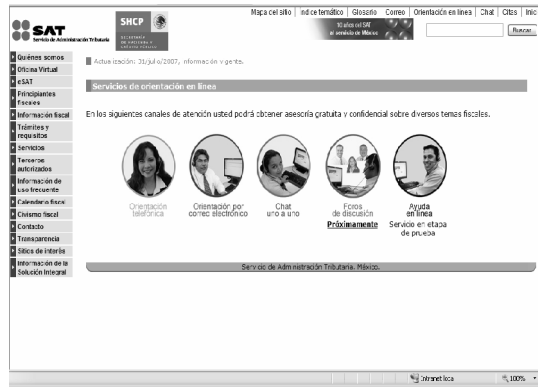 Mapa del sitio | Índice temático | Glosario | Correo | Orientación en línea | Chat | Citas | Inic
SAT
Servicio de Administración Tributaria
SHCP
SECRETARÍA
DE HACIENDA Y
CRÉDITO PÚBLICO
10 años del SAT
al servicio de México
Buscar
Quiénes somos
Oficina Virtual
eSAT
Principiantes
fiscales
Información fiscal
Trámites y
requisitos
Servicios
Terceros
autorizados
Información de
uso frecuente
Calendario fiscal
Civismo fiscal
Contacto
Transparencia
Sitios de interés
Información de la
Solución Integral
Actualización: 31/julio/2007, información vigente.
Servicios de orientación en línea
En los siguientes canales de atención usted podrá obtener asesoría gratuita y confidencial sobre diversos temas fiscales.
Orientación
telefónica
Orientación por
correo electrónico
Chat
uno a uno
Foros
de discusión
Próximamente
Ayuda
en línea
Servicio en etapa
de prueba
Servicio de Administración Tributaria. México.
Intranet local
100%